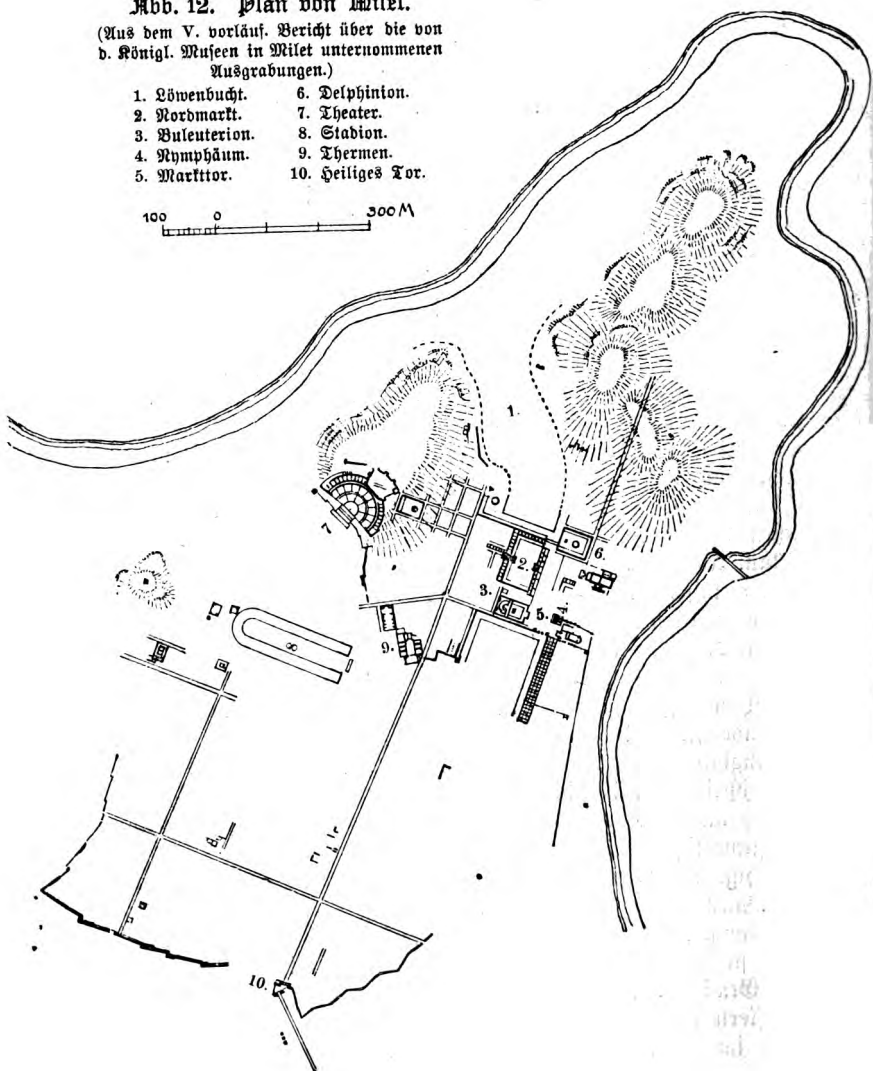 Abb. 12. Plan von Milet.
(Aus dem V. vorläuf. Bericht über die von
d. Königl. Museen in Milet unternommenen
Ausgrabungen.)
1. Löwenbucht.
2. Nordmarkt.
3. Buleuterion.
4. Nymphäum.
5. Markttor.
6. Delphinion.
7. Theater.
8. Stadion.
9. Thermen.
10. Heiliges Tor.
100 0 300 M
1.
7
6.
2.
3.
4.
5.
8
9.
10.